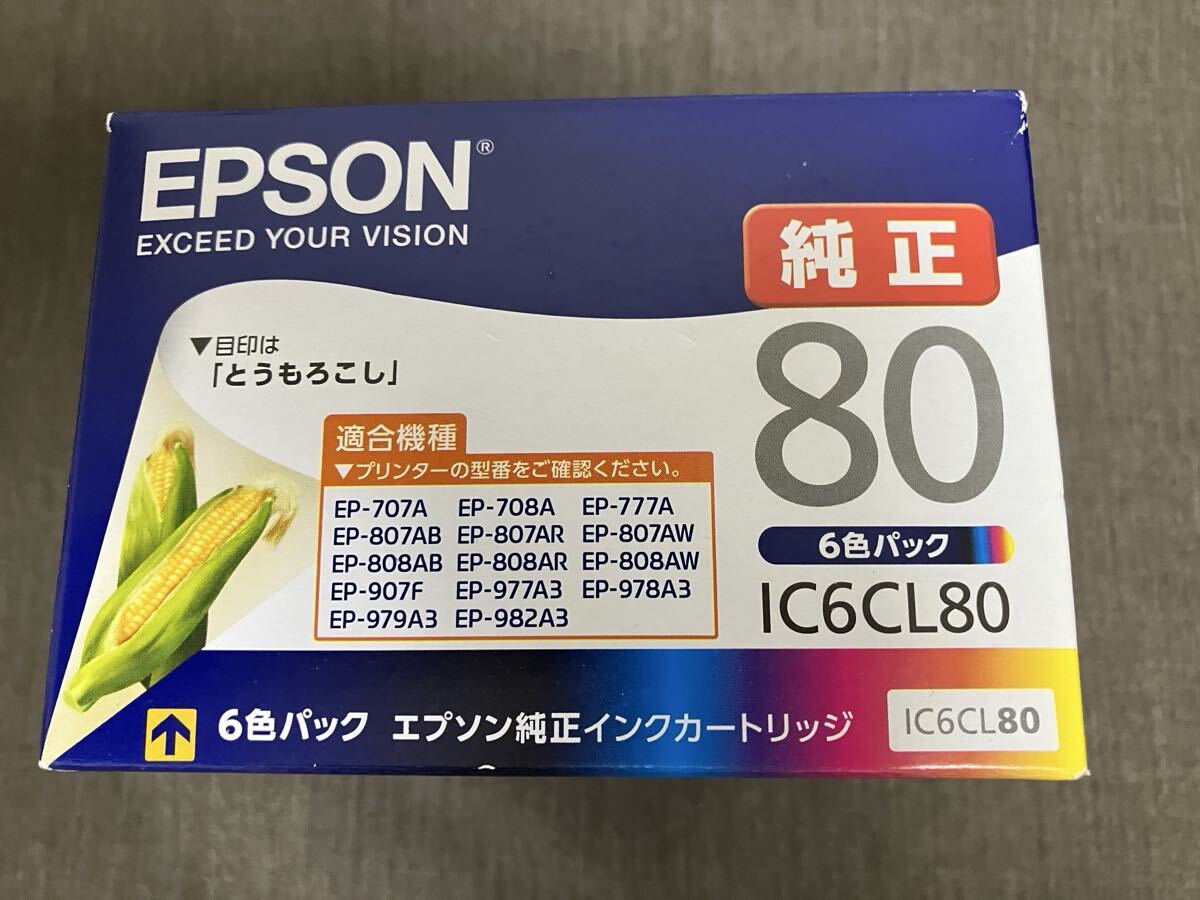 EPSON®
EXCEED YOUR VISION
純正
▼目印は
「とうもろこし」
80
適合機種
▼プリンターの型番をご確認ください。
EP-707A EP-708A EP-777A
EP-807AB EP-807AR EP-807AW
EP-808AB EP-808AR EP-808AW
EP-907F EP-977A3 EP-978A3
EP-979A3 EP-982A3
6色パック
IC6CL80
6色パック エプソン純正インクカートリッジ
IC6CL80